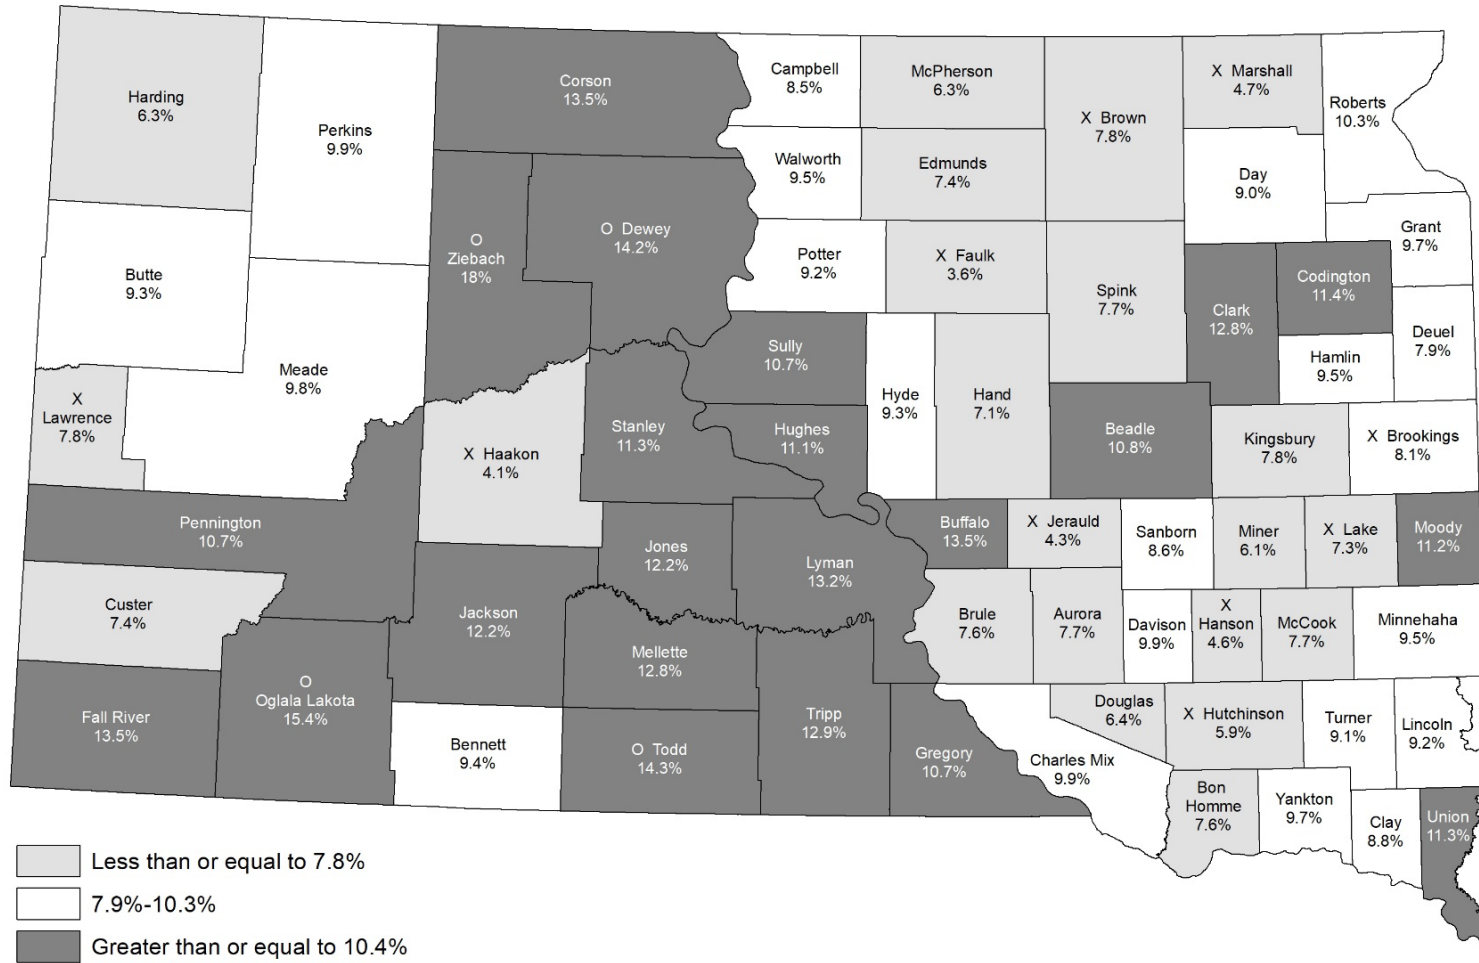 Harding
6.3%
Perkins
9.9%
Corson
13.5%
Campbell
8.5%
McPherson
6.3%
X Brown
7.8%
X Marshall
4.7%
Roberts
10.3%
Walworth
9.5%
Edmunds
7.4%
Day
9.0%
Grant
9.7%
Butte
9.3%
O
Ziebach
18%
O Dewey
14.2%
Potter
9.2%
X Faulk
3.6%
Spink
7.7%
Clark
12.8%
Codington
11.4%
Deuel
7.9%
Hamlin
9.5%
Meade
9.8%
Sully
10.7%
Hyde
9.3%
Hand
7.1%
X
Lawrence
7.8%
X Haakon
4.1%
Stanley
11.3%
Hughes
11.1%
Beadle
10.8%
Kingsbury
7.8%
X Brookings
8.1%
Pennington
10.7%
Jones
12.2%
Lyman
13.2%
Buffalo
13.5%
X Jerauld
4.3%
Sanborn
8.6%
Miner
6.1%
X Lake
7.3%
Moody
11.2%
Custer
7.4%
Jackson
12.2%
Mellette
12.8%
Brule
7.6%
Aurora
7.7%
Davison
9.9%
X
Hanson
4.6%
McCook
7.7%
Minnehaha
9.5%
Fall River
13.5%
O
Oglala Lakota
15.4%
Bennett
9.4%
O Todd
14.3%
Tripp
12.9%
Gregory
10.7%
Charles Mix
9.9%
Douglas
6.4%
X Hutchinson
5.9%
Turner
9.1%
Lincoln
9.2%
Bon
Homme
7.6%
Yankton
9.7%
Clay
8.8%
Union
11.3%
Less than or equal to 7.8%
7.9%-10.3%
Greater than or equal to 10.4%